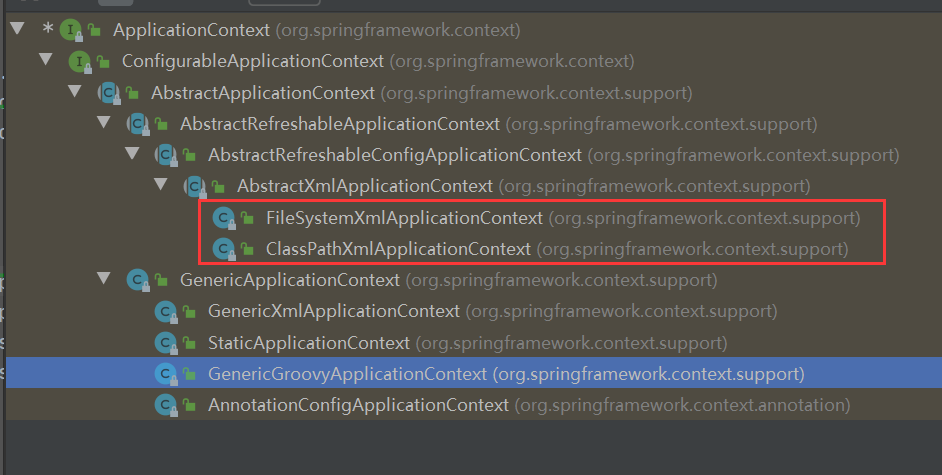 * I ApplicationContext (org.springframework.context)
I ConfigurableApplicationContext (org.springframework.context)
C AbstractApplicationContext (org.springframework.context.support)
C AbstractRefreshableApplicationContext (org.springframework.context.support)
C AbstractRefreshableConfigApplicationContext (org.springframework.context.support)
C AbstractXmlApplicationContext (org.springframework.context.support)
C FileSystemXmlApplicationContext (org.springframework.context.support)
C ClassPathXmlApplicationContext (org.springframework.context.support)
C GenericApplicationContext (org.springframework.context.support)
C GenericXmlApplicationContext (org.springframework.context.support)
C StaticApplicationContext (org.springframework.context.support)
C GenericGroovyApplicationContext (org.springframework.context.support)
C AnnotationConfigApplicationContext (org.springframework.context.annotation)